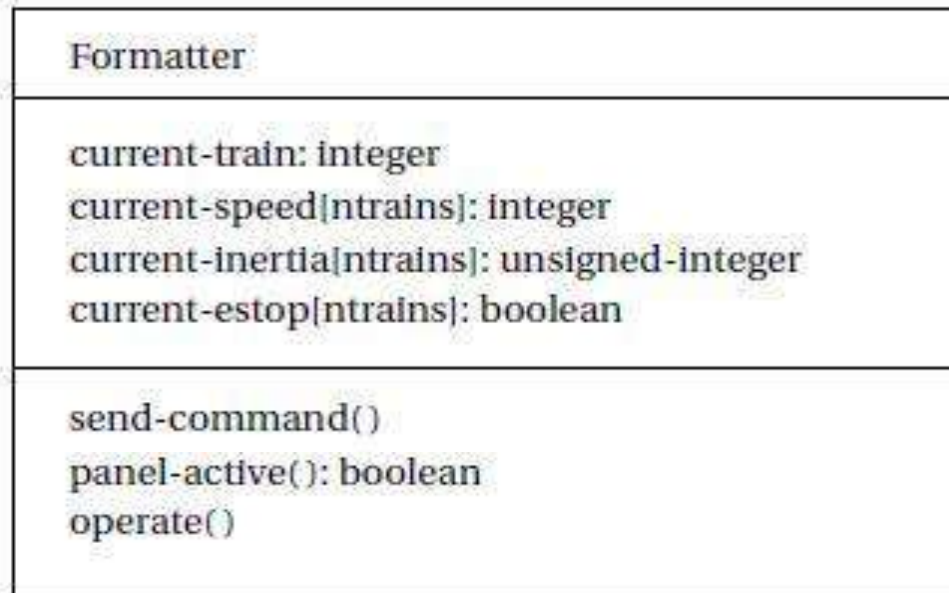 Formatter
current-train: integer
current-speed[ntrains]: integer
current-inertia[ntrains]: unsigned-integer
current-estop[ntrains]: boolean
send-command()
panel-active(): boolean
operate()